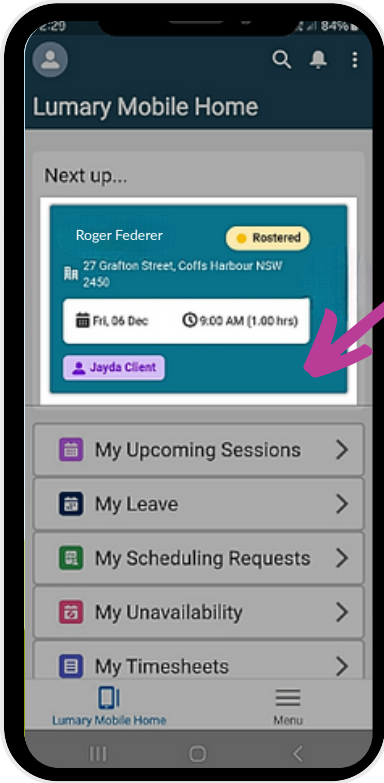 2:29
84%
Lumary Mobile Home
Next up...
Roger Federer
Rostered
27 Grafton Street, Coffs Harbour NSW
2450
Fri, 06 Dec
9:00 AM (1.00 hrs)
Jayda Client
My Upcoming Sessions
My Leave
My Scheduling Requests
My Unavailability
My Timesheets
Lumary Mobile Home
Menu